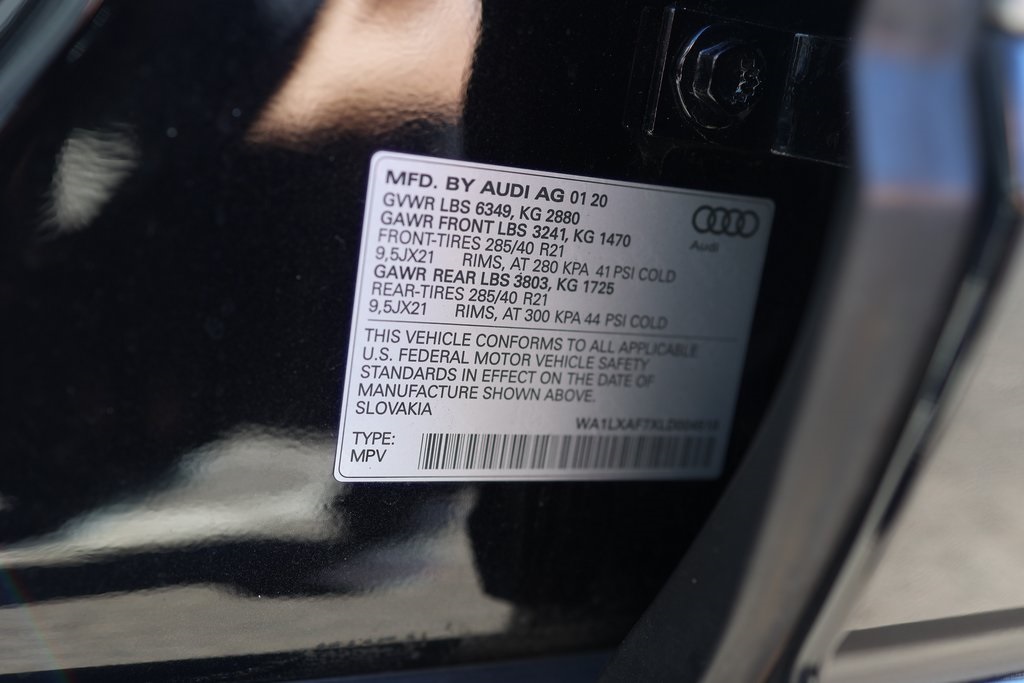 MFD. BY AUDI AG 01 20
GVWR LBS 6349, KG 2880
GAWR FRONT LBS 3241, KG 1470
FRONT-TIRES 285/40 R21
9,5JX21 RIMS, AT 280 KPA 41 PSI COLD
GAWR REAR LBS 3803, KG 1725
REAR-TIRES 285/40 R21
9,5JX21 RIMS, AT 300 KPA 44 PSI COLD
Audi
THIS VEHICLE CONFORMS TO ALL APPLICABLE
U.S. FEDERAL MOTOR VEHICLE SAFETY
STANDARDS IN EFFECT ON THE DATE OF
MANUFACTURE SHOWN ABOVE.
SLOVAKIA
TYPE:
MPV